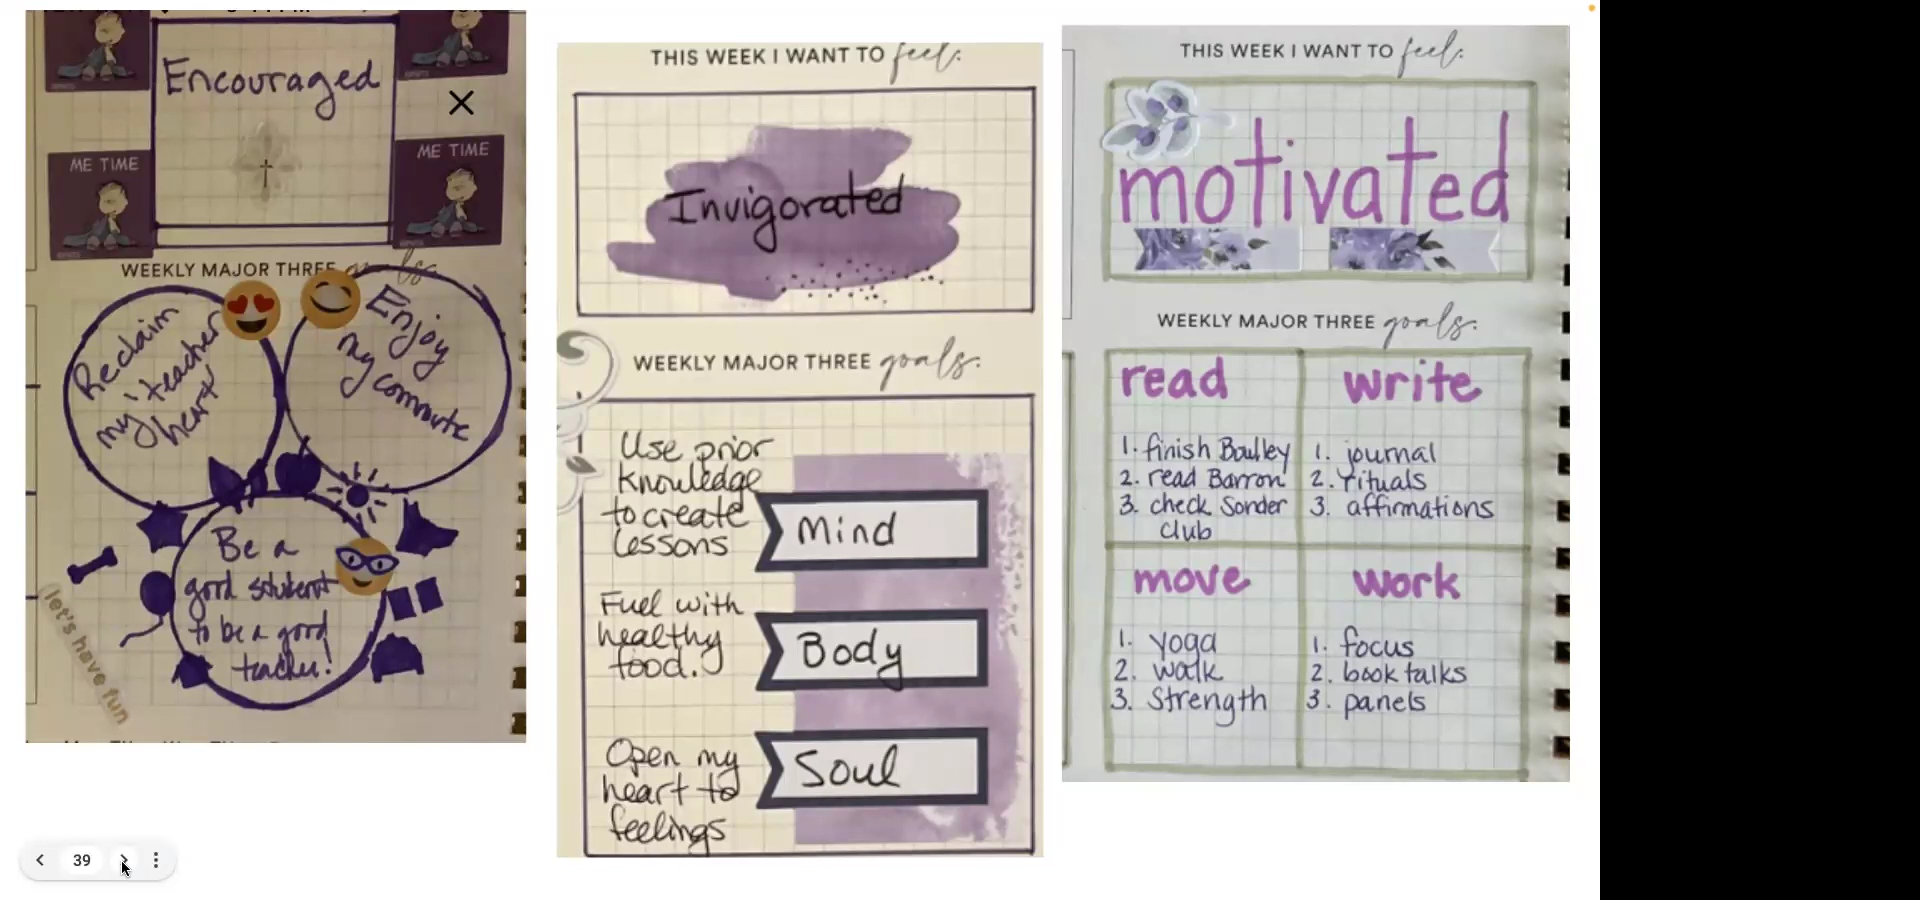 Encouraged
ME TIME
ME TIME
WEEKLY MAJOR THREE goals
Reclaim
my teacher
heart
Enjoy
my commute
Be a
good student
to be a good
teacher!
let's have fun
THIS WEEK I WANT TO feel:
Invigorated
WEEKLY MAJOR THREE goals:
Use prior
knowledge
to create
lessons
Mind
Fuel with
healthy
food.
Body
Open my
heart to
feelings
Soul
THIS WEEK I WANT TO feel:
motivated
WEEKLY MAJOR THREE goals:
read
1. finish Boulley
2. read Barron
3. check Sonder
club
write
1. journal
2. rituals
3. affirmations
move
1. yoga
2. walk
3. Strength
work
1. focus
2. book talks
3. panels
39